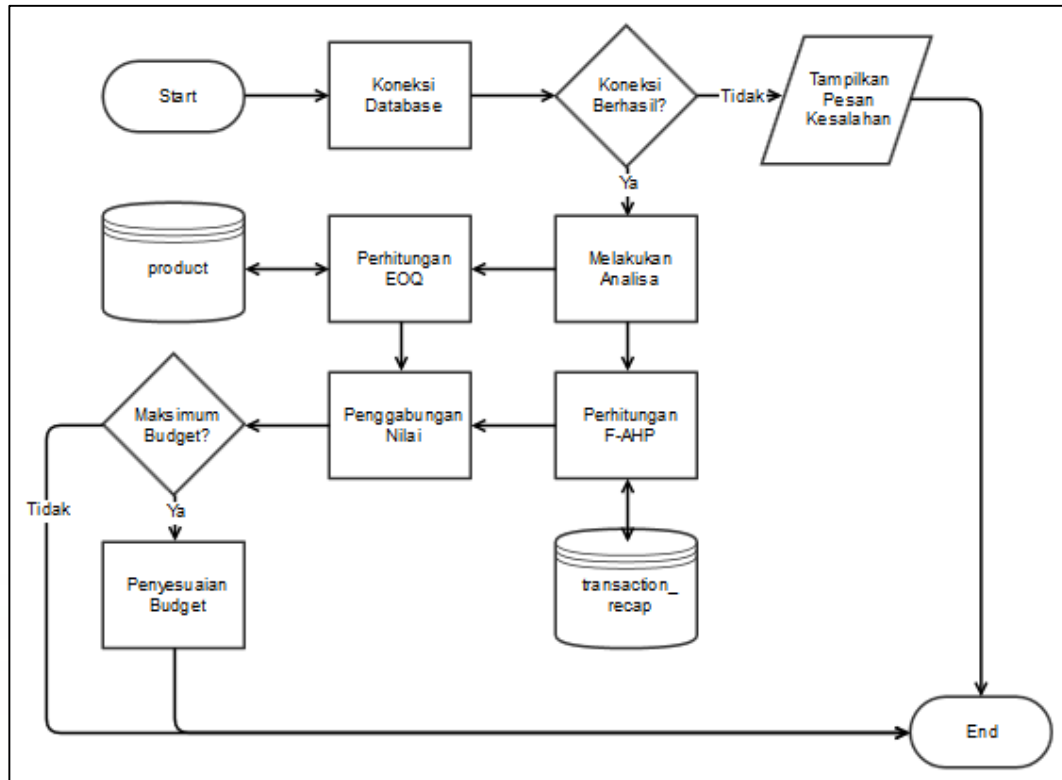 Start
Koneksi
Database
Koneksi
Berhasil?
Tidak
Tampilkan
Pesan
Kesalahan
Ya
product
Perhitungan
EOQ
Melakukan
Analisa
Maksimum
Budget?
Penggabungan
Nilai
Perhitungan
F-AHP
Tidak
Ya
Penyesuaian
Budget
transaction_
recap
End